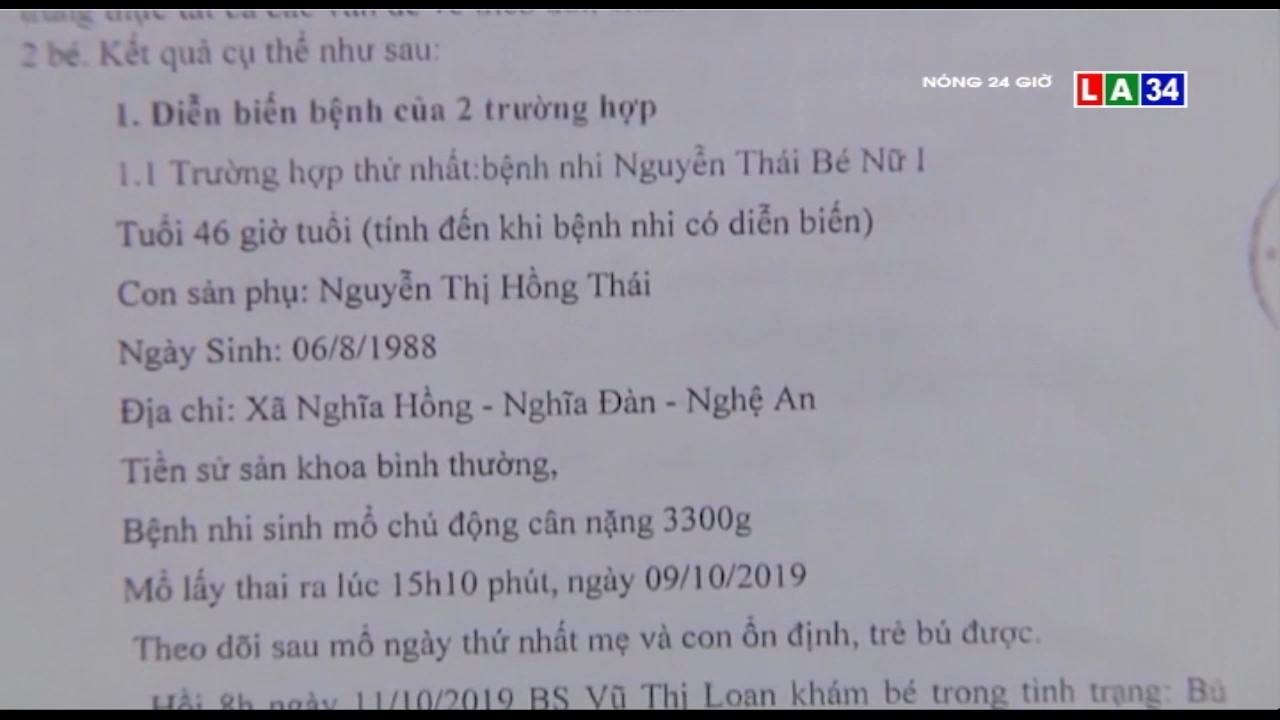 2 bé. Kết quả cụ thể như sau:
NÓNG 24 GIỜ LA34
1. Diễn biến bệnh của 2 trường hợp
1.1 Trường hợp thứ nhất:bệnh nhi Nguyễn Thái Bé Nữ I
Tuổi 46 giờ tuổi (tính đến khi bệnh nhi có diễn biến)
Con sản phụ: Nguyễn Thị Hồng Thái
Ngày Sinh: 06/8/1988
Địa chỉ: Xã Nghĩa Hồng - Nghĩa Đàn - Nghệ An
Tiền sử sản khoa bình thường,
Bệnh nhi sinh mổ chủ động cân nặng 3300g
Mổ lấy thai ra lúc 15h10 phút, ngày 09/10/2019
Theo dõi sau mổ ngày thứ nhất mẹ và con ổn định, trẻ bú được.
Hồi 8h ngày 11/10/2019 BS Vũ Thị Loan khám bé trong tình trạng: Bú